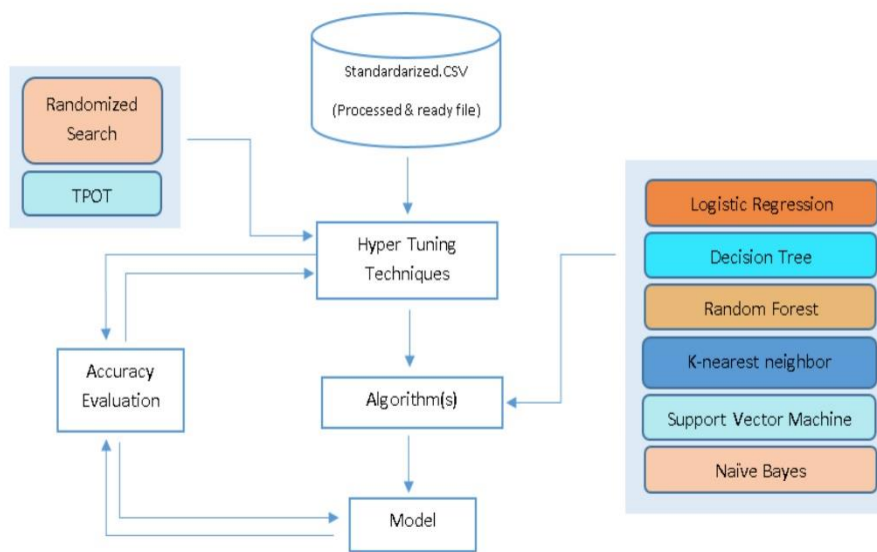 Standardarized.CSV
(Processed & ready file)
Randomized
Search
TPOT
Hyper Tuning
Techniques
Logistic Regression
Decision Tree
Random Forest
K-nearest neighbor
Support Vector Machine
Naïve Bayes
Accuracy
Evaluation
Algorithm(s)
Model